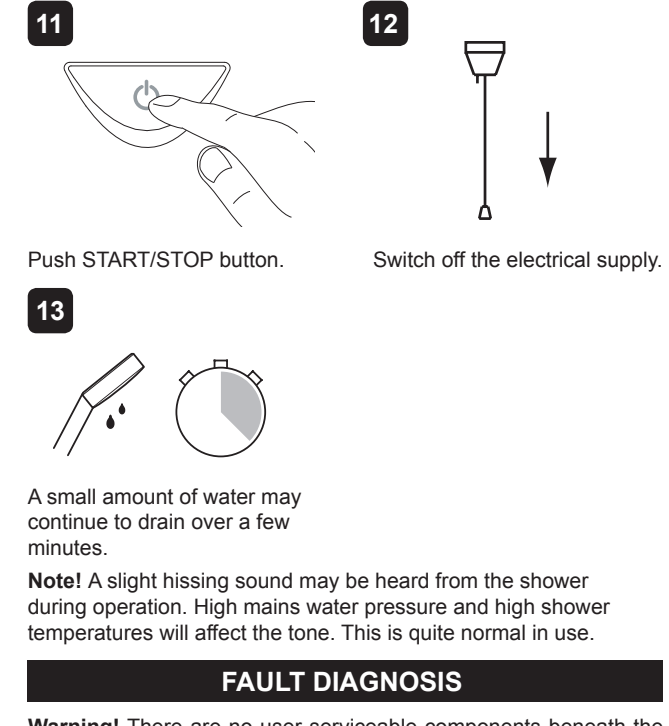 11
12
Push START/STOP button.
Switch off the electrical supply.
13
A small amount of water may
continue to drain over a few
minutes.
Note! A slight hissing sound may be heard from the shower
during operation. High mains water pressure and high shower
temperatures will affect the tone. This is quite normal in use.
FAULT DIAGNOSIS
Warning! There are no user serviceable components beneath the